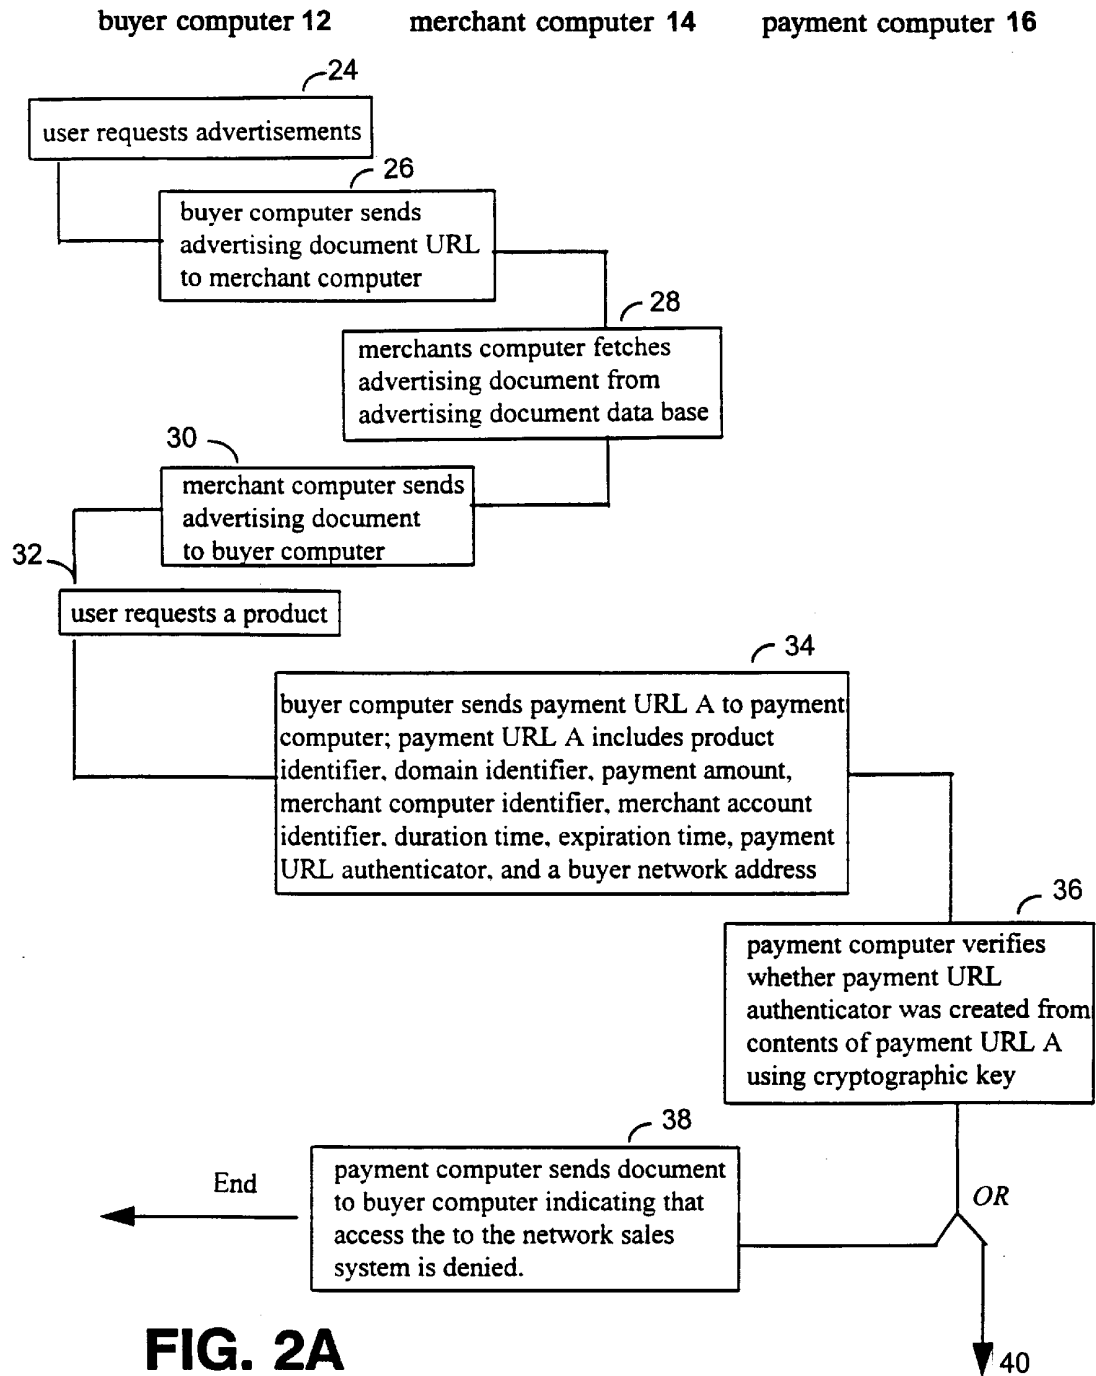 buyer computer 12 merchant computer 14 payment computer 16
24
user requests advertisements
26
buyer computer sends
advertising document URL
to merchant computer
28
merchants computer fetches
advertising document from
advertising document data base
30
merchant computer sends
advertising document
to buyer computer
32
user requests a product
34
buyer computer sends payment URL A to payment
computer; payment URL A includes product
identifier, domain identifier, payment amount,
merchant computer identifier, merchant account
identifier, duration time, expiration time, payment
URL authenticator, and a buyer network address
36
payment computer verifies
whether payment URL
authenticator was created from
contents of payment URL A
using cryptographic key
38
payment computer sends document
to buyer computer indicating that
access the to the network sales
system is denied.
End
OR
40
FIG. 2A